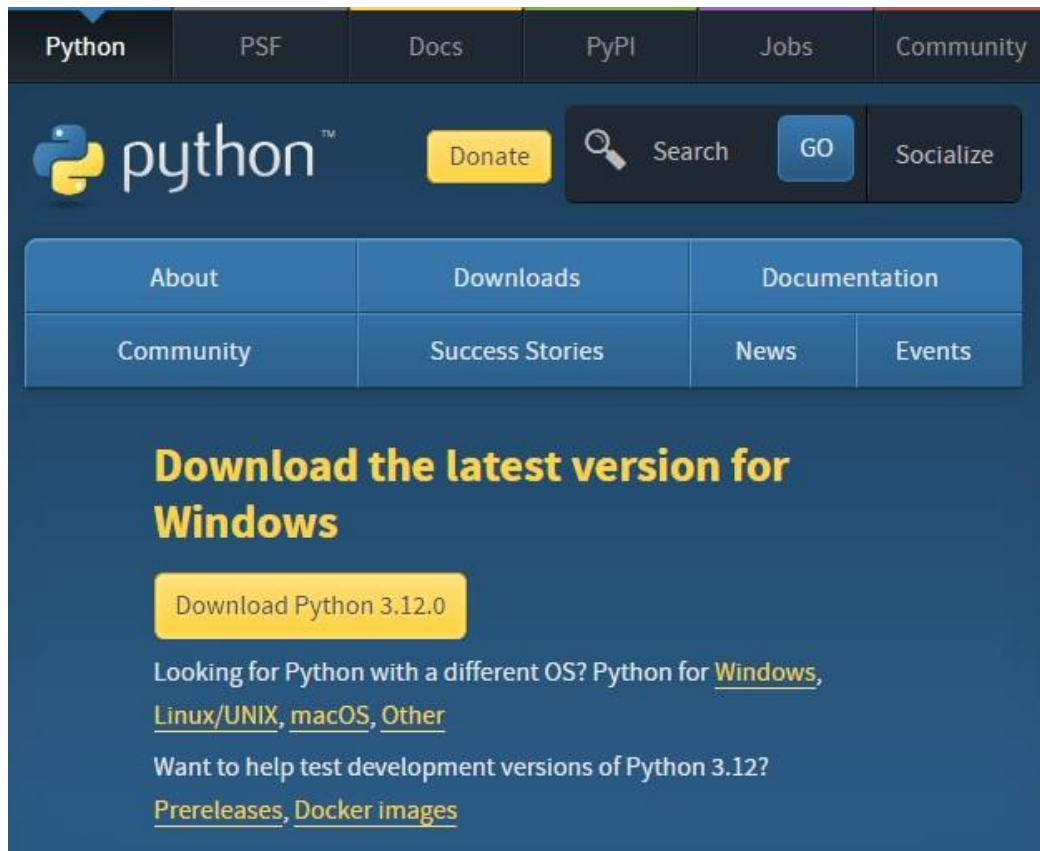 Python PSF Docs PyPI Jobs Community
python™ Donate Search GO Socialize
About Downloads Documentation
Community Success Stories News Events
Download the latest version for
Windows
Download Python 3.12.0
Looking for Python with a different OS? Python for Windows,
Linux/UNIX, macOS, Other
Want to help test development versions of Python 3.12?
Prereleases, Docker images